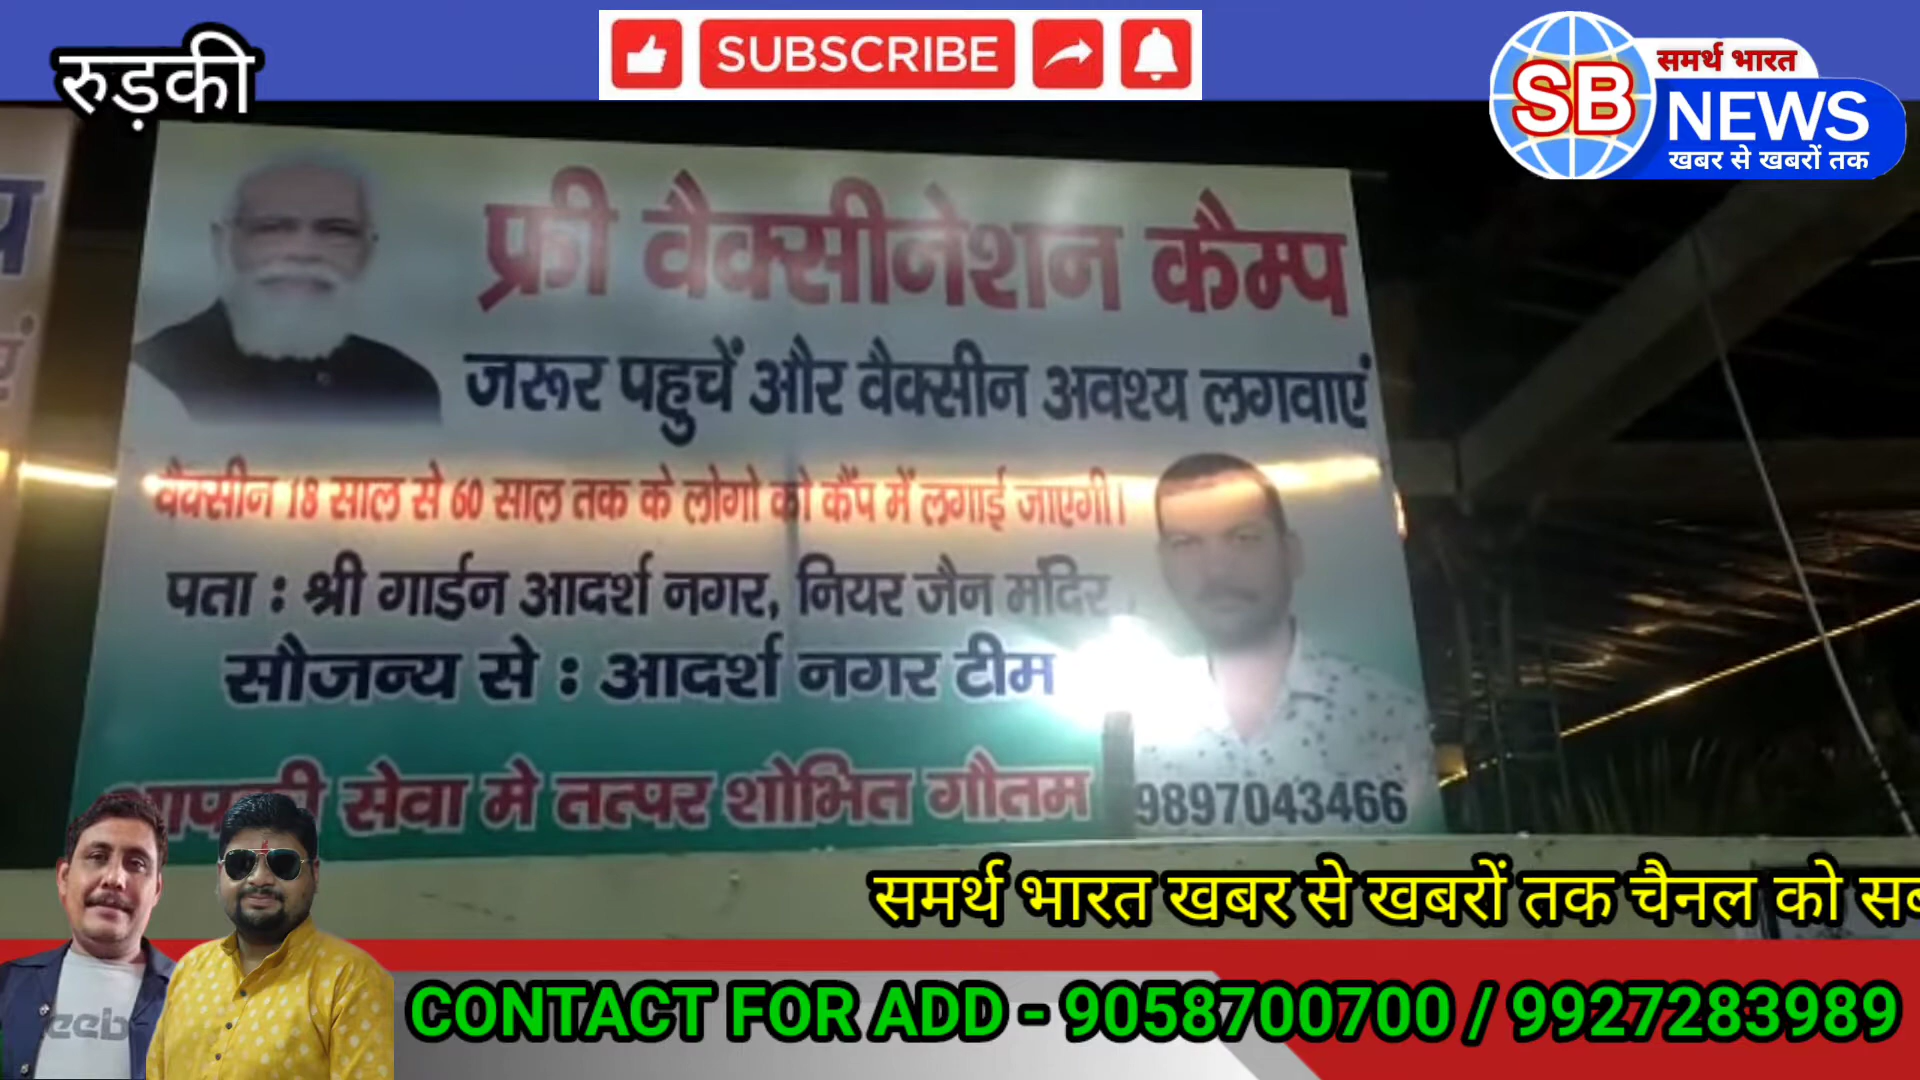 रुड़की
SUBSCRIBE
समर्थ भारत
SB NEWS
खबर से खबरों तक
फ्री वैक्सीनेशन कैम्प
जरूर पहुचें और वैक्सीन अवश्य लगवाएं
वैक्सीन 18 साल से 60 साल तक के लोगो को कैंप में लगाई जाएगी।
पता : श्री गार्डन आदर्श नगर, नियर जैन मंदिर
सौजन्य से : आदर्श नगर टीम
सेवा मे तत्पर शोभित गौतम
9897043466
समर्थ भारत खबर से खबरों तक चैनल को
CONTACT FOR ADD - 9058700700 / 9927283989